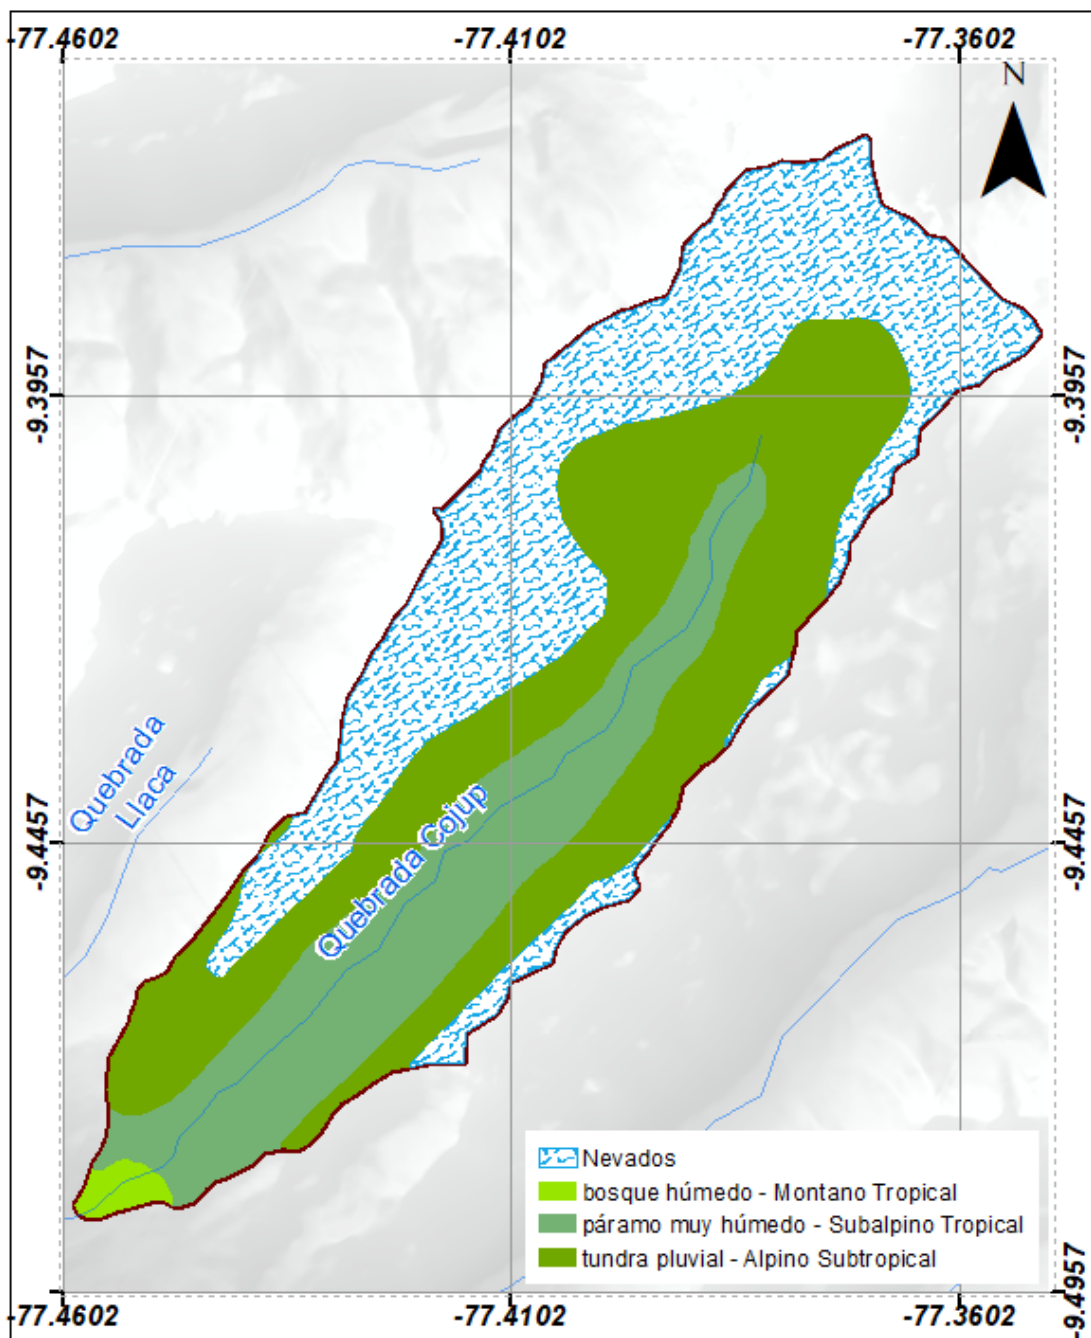 -77.4602
-77.4102
-77.3602
N
-9.3957
-9.3957
Quebrada
Llaca
Quebrada Cojup
-9.4457
-9.4457
Nevados
bosque húmedo - Montano Tropical
páramo muy húmedo - Subalpino Tropical
tundra pluvial - Alpino Subtropical
-9.4957
-77.4602
-77.4102
-77.3602